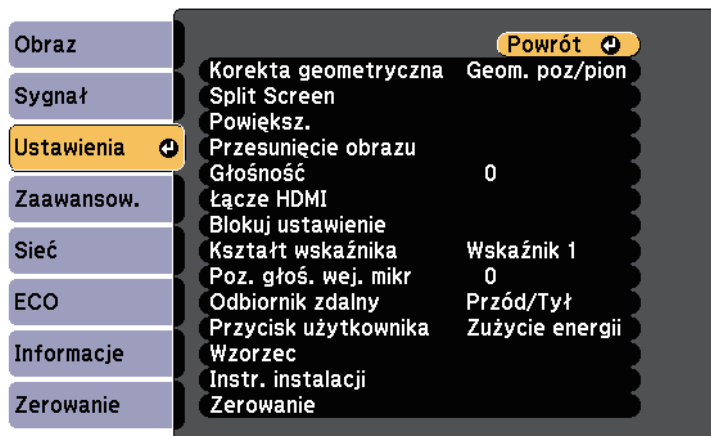 Obraz
Sygnał
Ustawienia
Zaawansow.
Sieć
ECO
Informacje
Zerowanie
Powrót
Korekta geometryczna Geom. poz/pion
Split Screen
Powiększ.
Przesunięcie obrazu
Głośność 0
Łącze HDMI
Blokuj ustawienie
Kształt wskaźnika Wskaźnik 1
Poz. głoś. wej. mikr 0
Odbiornik zdalny Przód/Tył
Przycisk użytkownika Zużycie energii
Wzorzec
Instr. instalacji
Zerowanie